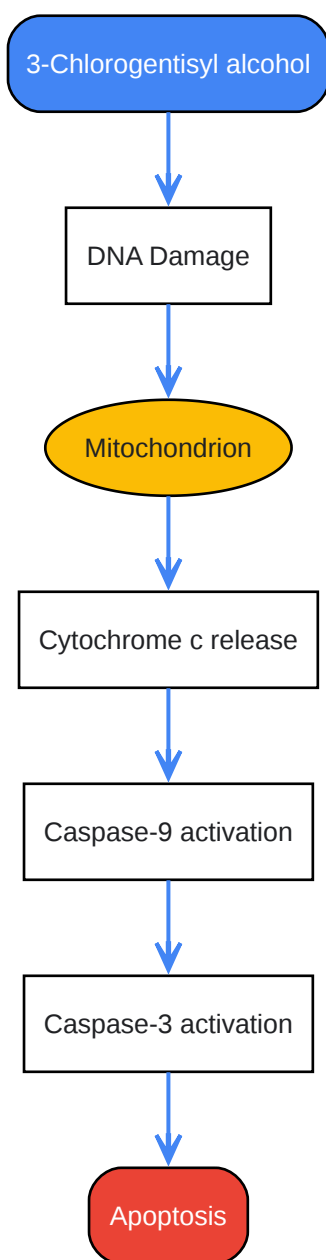 3-Chlorogentisyl alcohol
DNA Damage
Mitochondrion
Cytochrome c release
Caspase-9 activation
Caspase-3 activation
Apoptosis